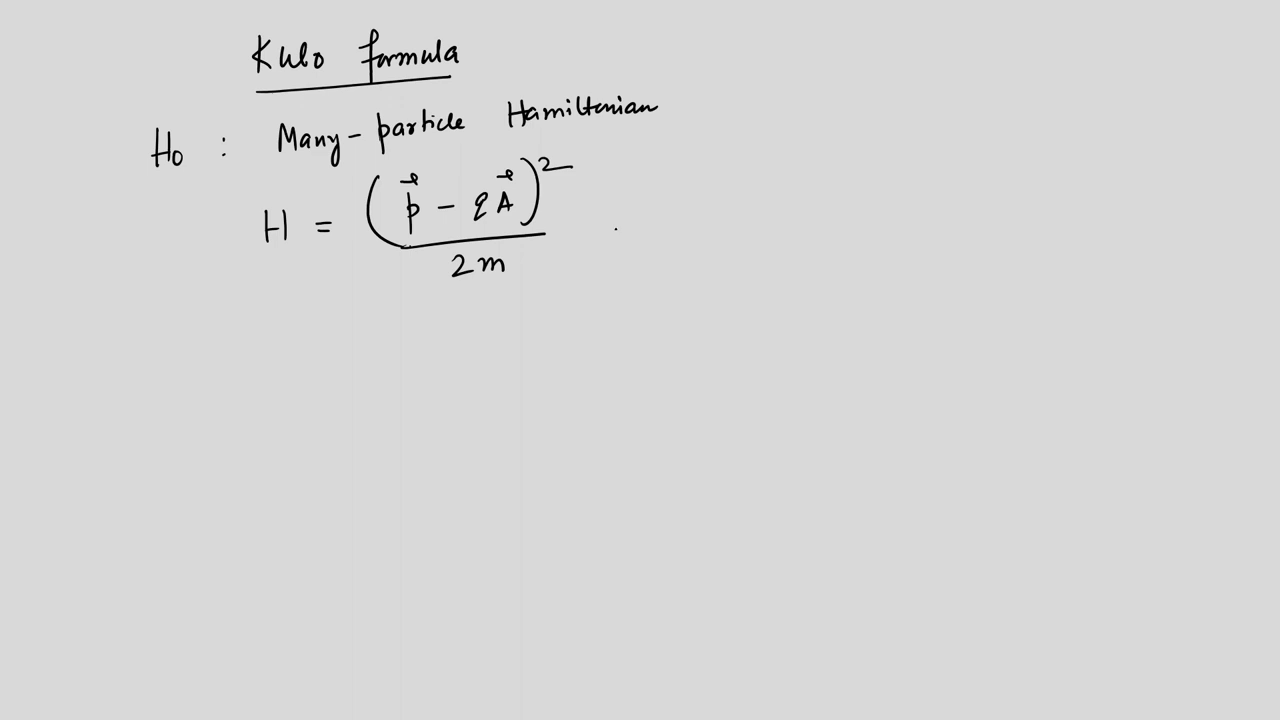 Kubo formula
H₀ : Many-particle Hamiltonian
H = (p⃗ - qA⃗)² / 2m